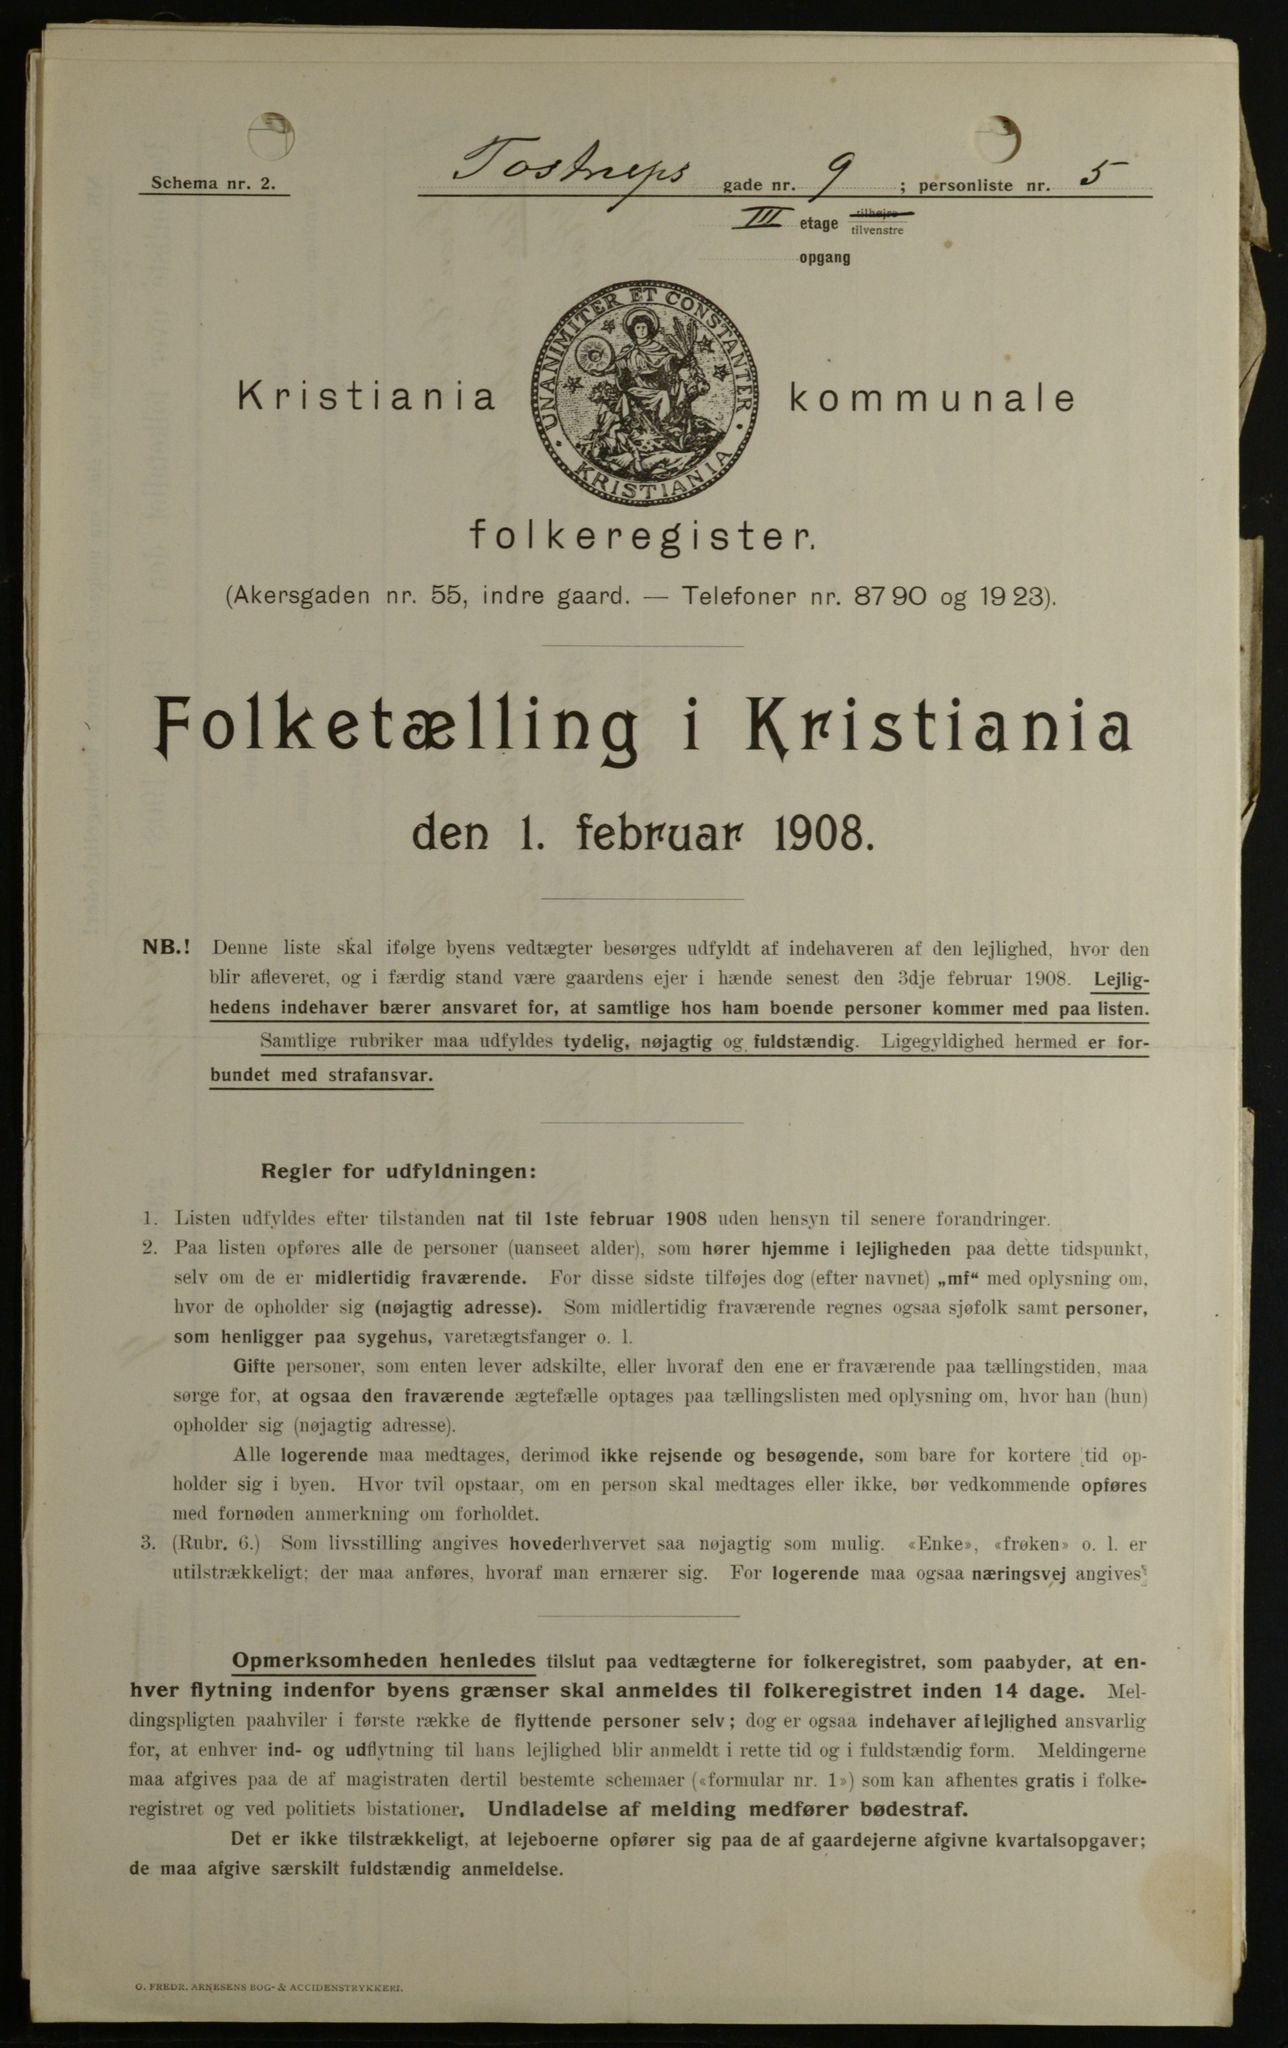 Schema nr. 2.
Tostrups gade nr. 9 ; personliste nr. 5
III etage tilhøjre
tilvenstre
opgang
UNANIMITER ET CONSTANTER · KRISTIANIA ·
Kristiania kommunale
folkeregister.
(Akersgaden nr. 55, indre gaard. — Telefoner nr. 8790 og 1923).
Folketælling i Kristiania
den 1. februar 1908.
NB.! Denne liste skal ifølge byens vedtægter besørges udfyldt af indehaveren af den lejlighed, hvor den
blir afleveret, og i færdig stand være gaardens ejer i hænde senest den 3dje februar 1908. Lejlig-
hedens indehaver bærer ansvaret for, at samtlige hos ham boende personer kommer med paa listen.
Samtlige rubriker maa udfyldes tydelig, nøjagtig og fuldstændig. Ligegyldighed hermed er for-
bundet med strafansvar.
Regler for udfyldningen:
1. Listen udfyldes efter tilstanden nat til 1ste februar 1908 uden hensyn til senere forandringer.
2. Paa listen opføres alle de personer (uanseet alder), som hører hjemme i lejligheden paa dette tidspunkt,
selv om de er midlertidig fraværende. For disse sidste tilføjes dog (efter navnet) „mf“ med oplysning om,
hvor de opholder sig (nøjagtig adresse). Som midlertidig fraværende regnes ogsaa sjøfolk samt personer,
som henligger paa sygehus, varetægtsfanger o. l.
Gifte personer, som enten lever adskilte, eller hvoraf den ene er fraværende paa tællingstiden, maa
sørge for, at ogsaa den fraværende ægtefælle optages paa tællingslisten med oplysning om, hvor han (hun)
opholder sig (nøjagtig adresse).
Alle logerende maa medtages, derimod ikke rejsende og besøgende, som bare for kortere tid op-
holder sig i byen. Hvor tvil opstaar, om en person skal medtages eller ikke, bør vedkommende opføres
med fornøden anmerkning om forholdet.
3. (Rubr. 6.) Som livsstilling angives hovederhvervet saa nøjagtig som mulig. «Enke», «frøken» o. l. er
utilstrækkeligt; der maa anføres, hvoraf man ernærer sig. For logerende maa ogsaa næringsvej angives
Opmerksomheden henledes tilslut paa vedtægterne for folkeregistret, som paabyder, at en-
hver flytning indenfor byens grænser skal anmeldes til folkeregistret inden 14 dage. Mel-
dingspligten paahviler i første række de flyttende personer selv; dog er ogsaa indehaver af lejlighed ansvarlig
for, at enhver ind- og udflytning til hans lejlighed blir anmeldt i rette tid og i fuldstændig form. Meldingerne
maa afgives paa de af magistraten dertil bestemte schemaer («formular nr. 1») som kan afhentes gratis i folke-
registret og ved politiets bistationer. Undladelse af melding medfører bødestraf.
Det er ikke tilstrækkeligt, at lejeboerne opfører sig paa de af gaardejerne afgivne kvartalsopgaver;
de maa afgive særskilt fuldstændig anmeldelse.
G. FREDR. ARNESENS BOG- & ACCIDENSTRYKKERI.